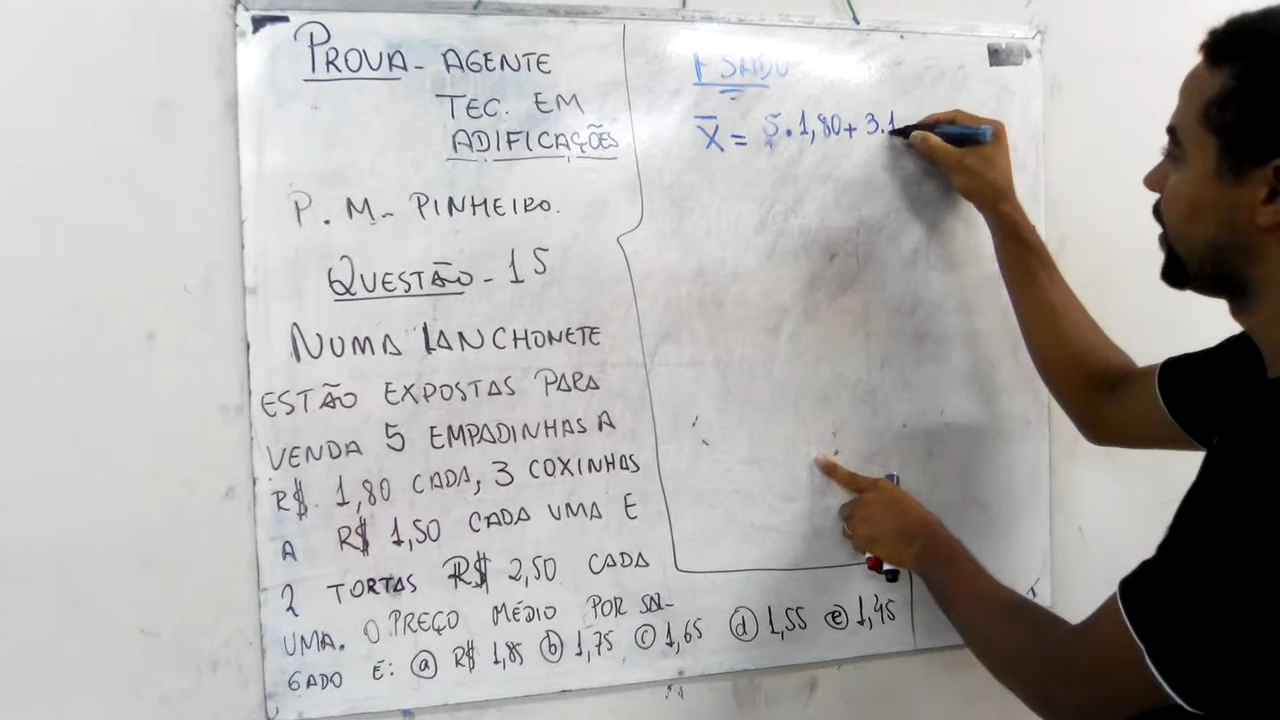 PROVA - AGENTE
TEC. EM
ADIFICAÇÕES
P. M - PINHEIRO.
QUESTÃO - 15
NUMA LANCHONETE
ESTÃO EXPOSTAS PARA
VENDA 5 EMPADINHAS A
R$ 1,80 CADA, 3 COXINHAS
A R$ 1,50 CADA UMA E
2 TORTAS R$ 2,50 CADA
UMA. O PREÇO MÉDIO POR SAL-
GADO E: (a) R$ 1,85 (b) 1,75 (c) 1,65 (d) 1,55 (e) 1,45
X̅ = 5.1,80 + 3.1